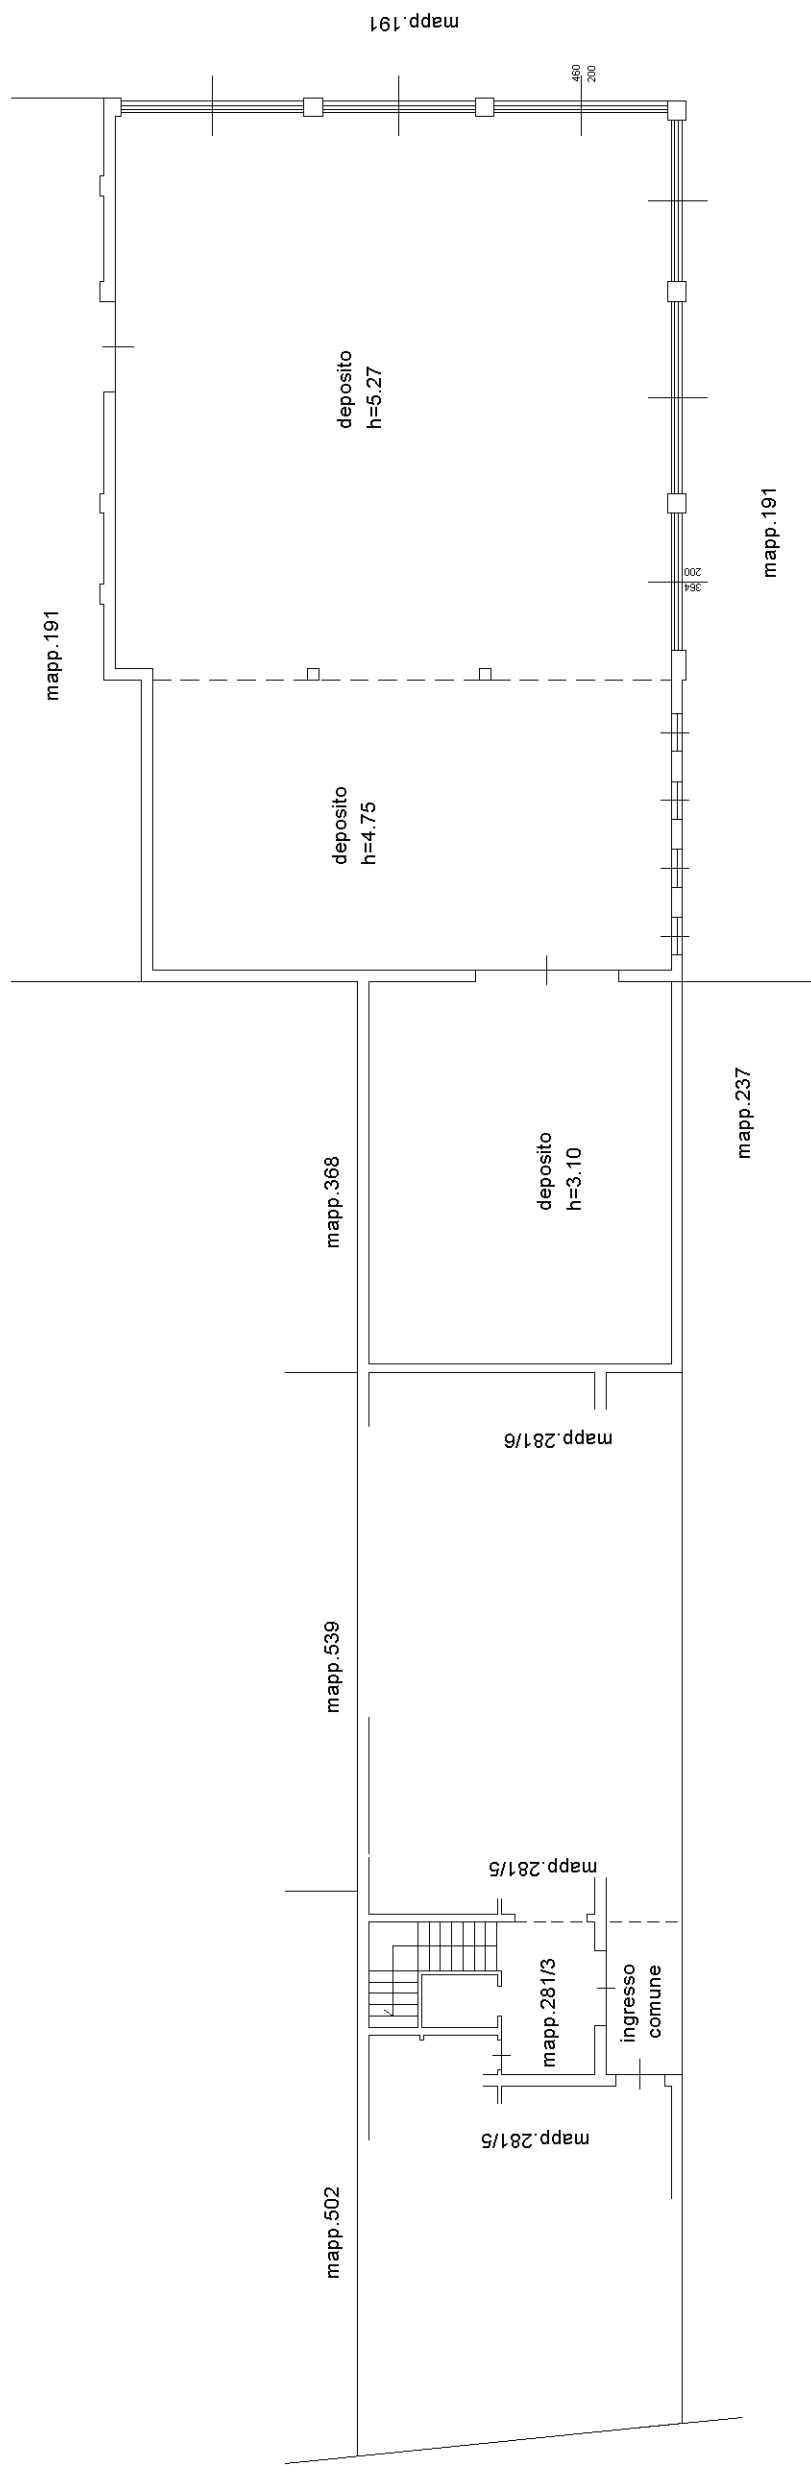 mapp.191
460
200
deposito
h=5.27
mapp.191
200
364
mapp.191
deposito
h=4.75
mapp.237
deposito
h=3.10
mapp.368
mapp.281/6
mapp.539
mapp.281/5
mapp.281/3
ingresso
comune
mapp.281/5
mapp.502